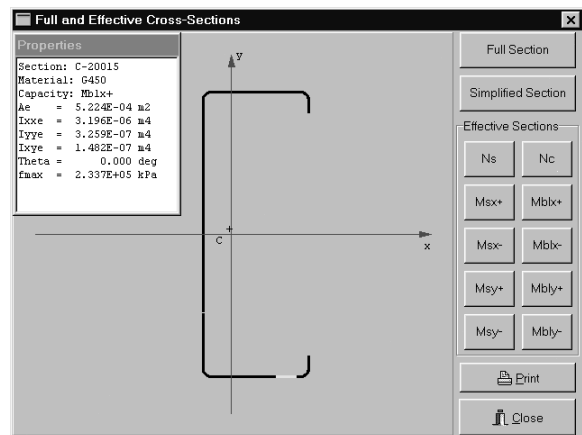 Full and Effective Cross-Sections
Properties
Section: C-20015
Material: G450
Capacity: Mblx+
Ae = 5.224E-04 m2
Ixxe = 3.196E-06 m4
Iyye = 3.259E-07 m4
Ixye = 1.482E-07 m4
Theta = 0.000 deg
fmax = 2.337E+05 kPa
y
C
x
Full Section
Simplified Section
Effective Sections
Ns Nc
Msx+ Mblx+
Msx- Mblx-
Msy+ Mbly+
Msy- Mbly-
Print
Close